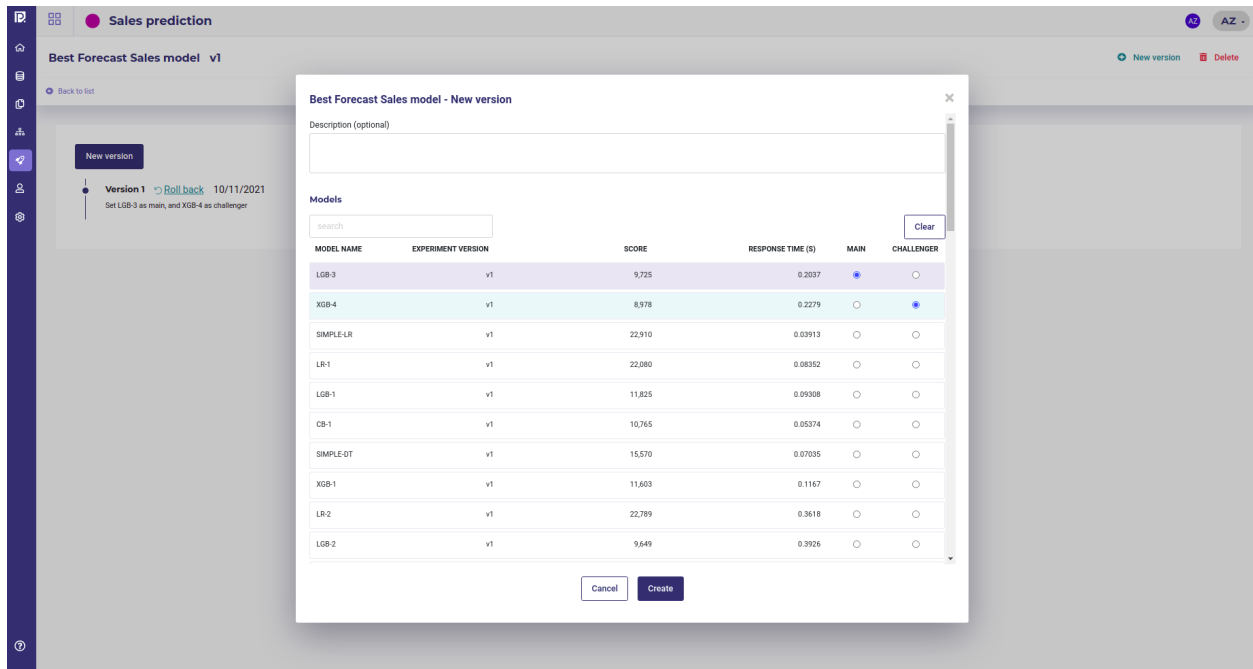 Sales prediction
AZ
AZ
Best Forecast Sales model v1
New version
Delete
Back to list
New version
Version 1 Roll back 10/11/2021
Set LGB-3 as main, and XGB-4 as challenger
Best Forecast Sales model - New version
Description (optional)
Models
search
Clear
MODEL NAME EXPERIMENT VERSION SCORE RESPONSE TIME (S) MAIN CHALLENGER
LGB-3 v1 9,725 0.2037
XGB-4 v1 8,978 0.2279
SIMPLE-LR v1 22,910 0.03913
LR-1 v1 22,080 0.08352
LGB-1 v1 11,825 0.09308
CB-1 v1 10,765 0.05374
SIMPLE-DT v1 15,570 0.07035
XGB-1 v1 11,603 0.1167
LR-2 v1 22,789 0.3618
LGB-2 v1 9,649 0.3926
Cancel Create